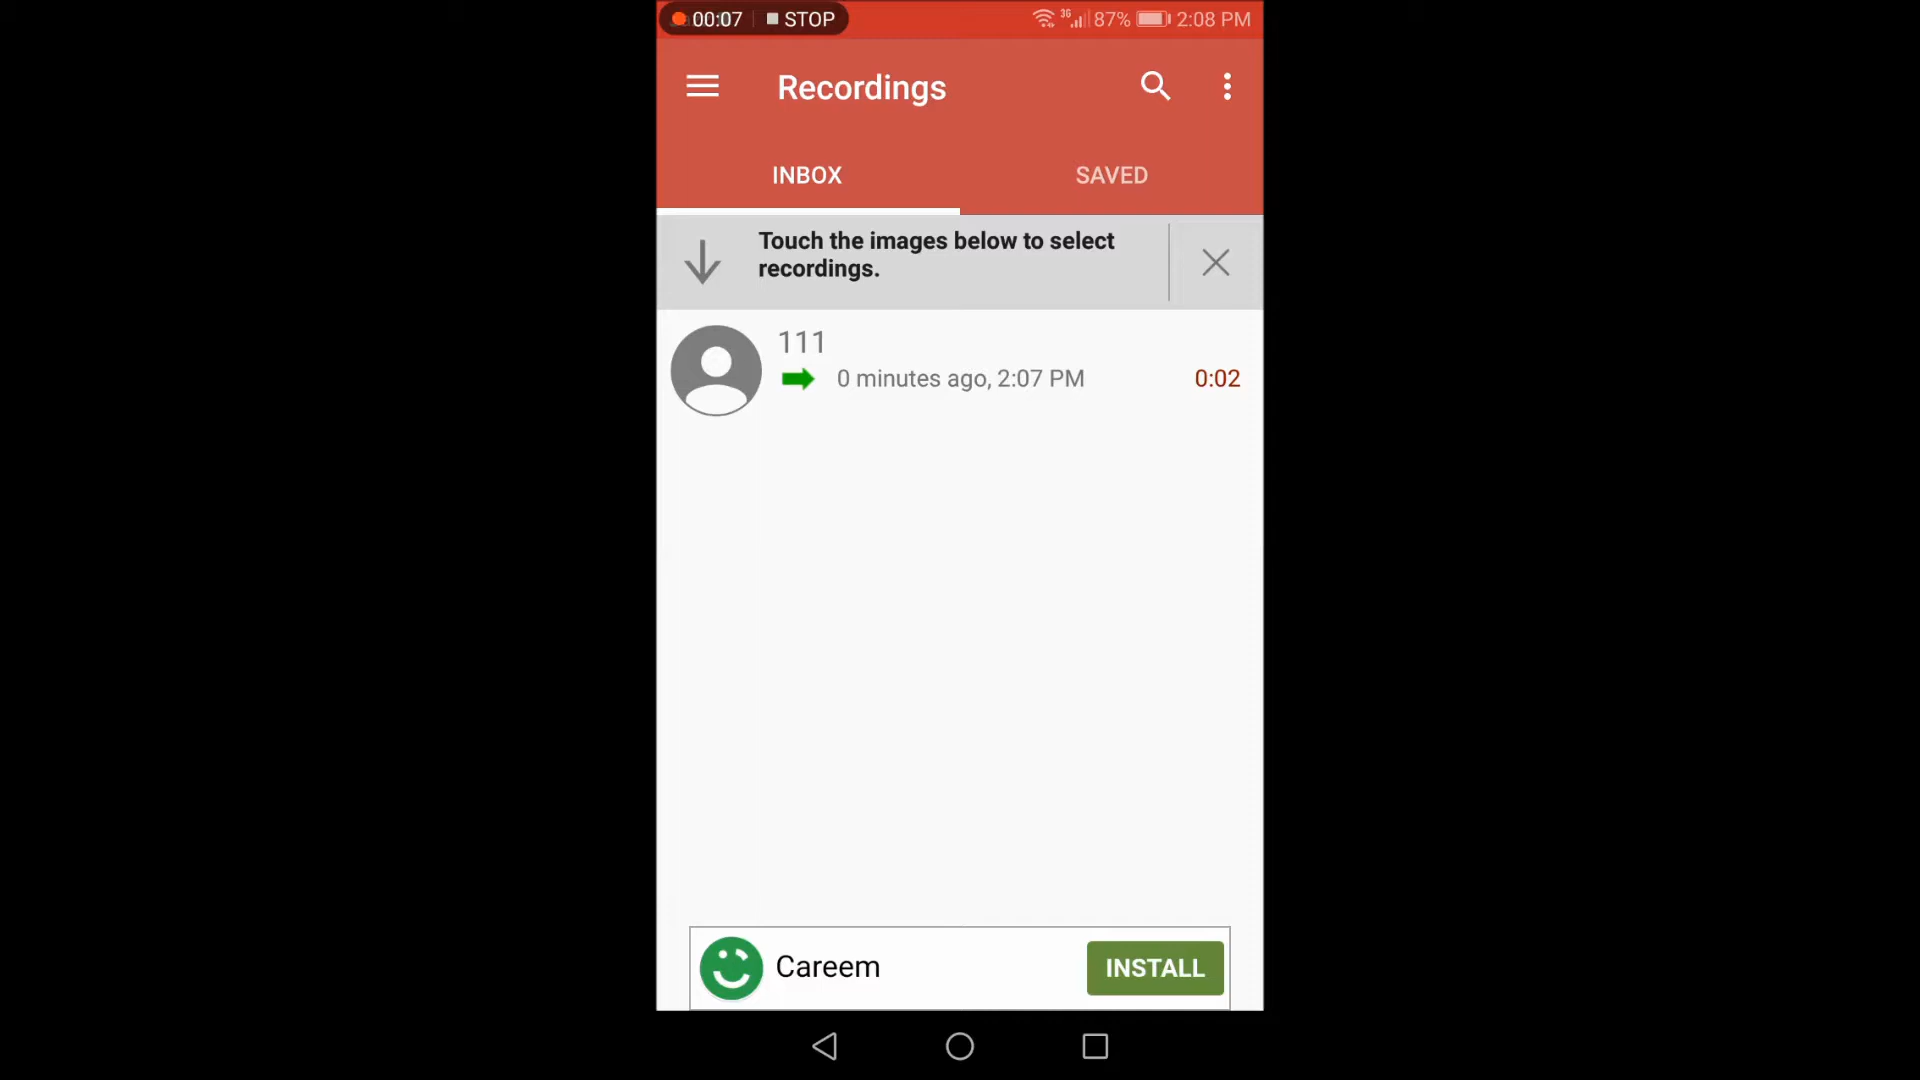 00:07 STOP 3G 87% 2:08 PM
Recordings
INBOX SAVED
Touch the images below to select
recordings.
111
0 minutes ago, 2:07 PM 0:02
Careem INSTALL